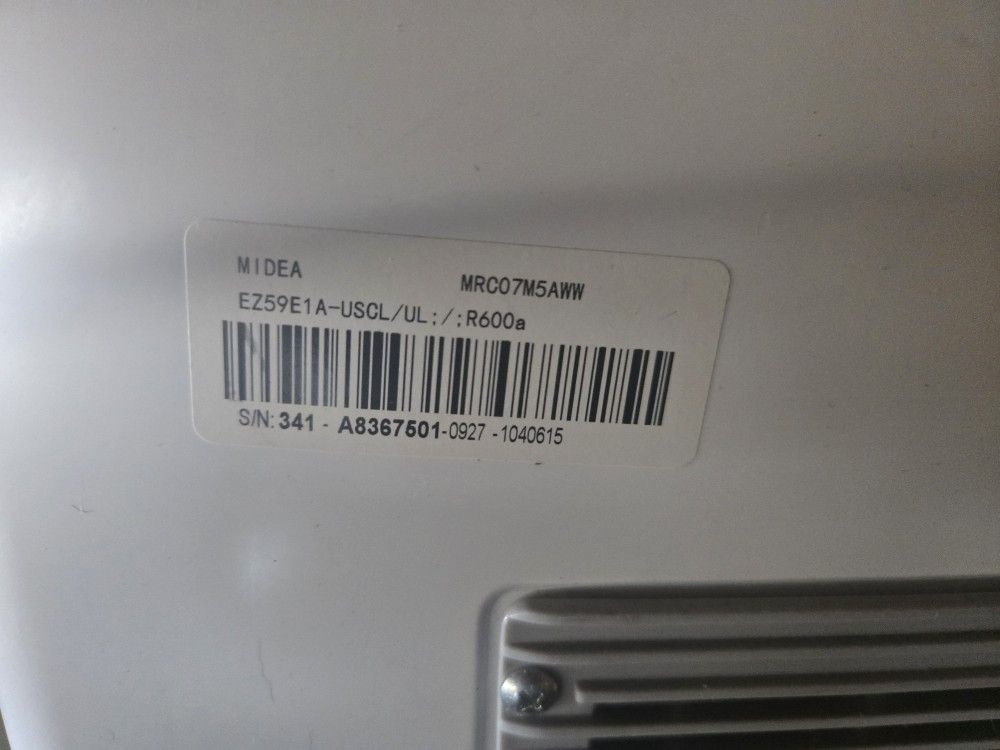 MIDEA MRC07M5AWW
EZ59E1A-USCL/UL;/;R600a
S/N: 341 - A8367501-0927 -1040615